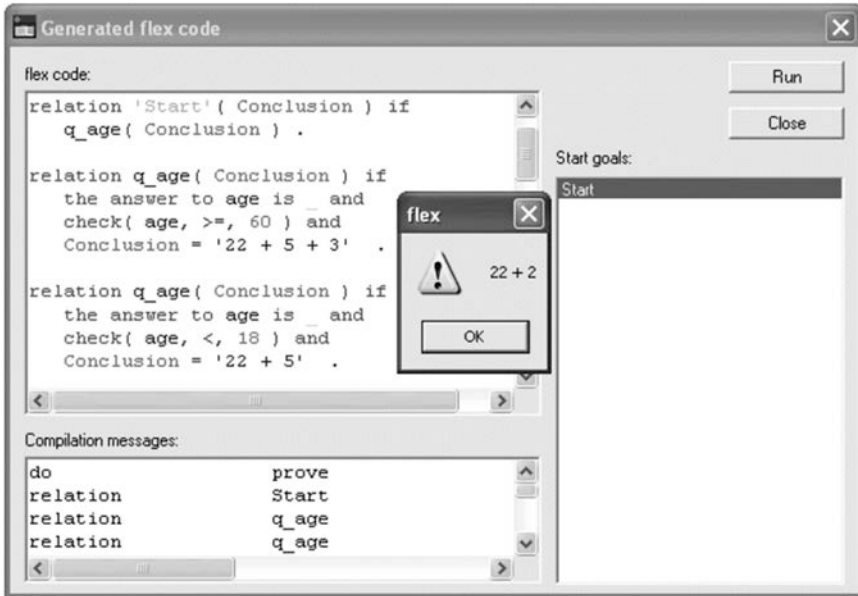 Generated flex code
flex code:
relation 'Start'( Conclusion ) if
q_age( Conclusion ) .
relation q_age( Conclusion ) if
the answer to age is _ and
check( age, >=, 60 ) and
Conclusion = '22 + 5 + 3' .
relation q_age( Conclusion ) if
the answer to age is _ and
check( age, <, 18 ) and
Conclusion = '22 + 5' .
Compilation messages:
do prove
relation Start
relation q_age
relation q_age
flex
22 + 2
OK
Run
Close
Start goals:
Start